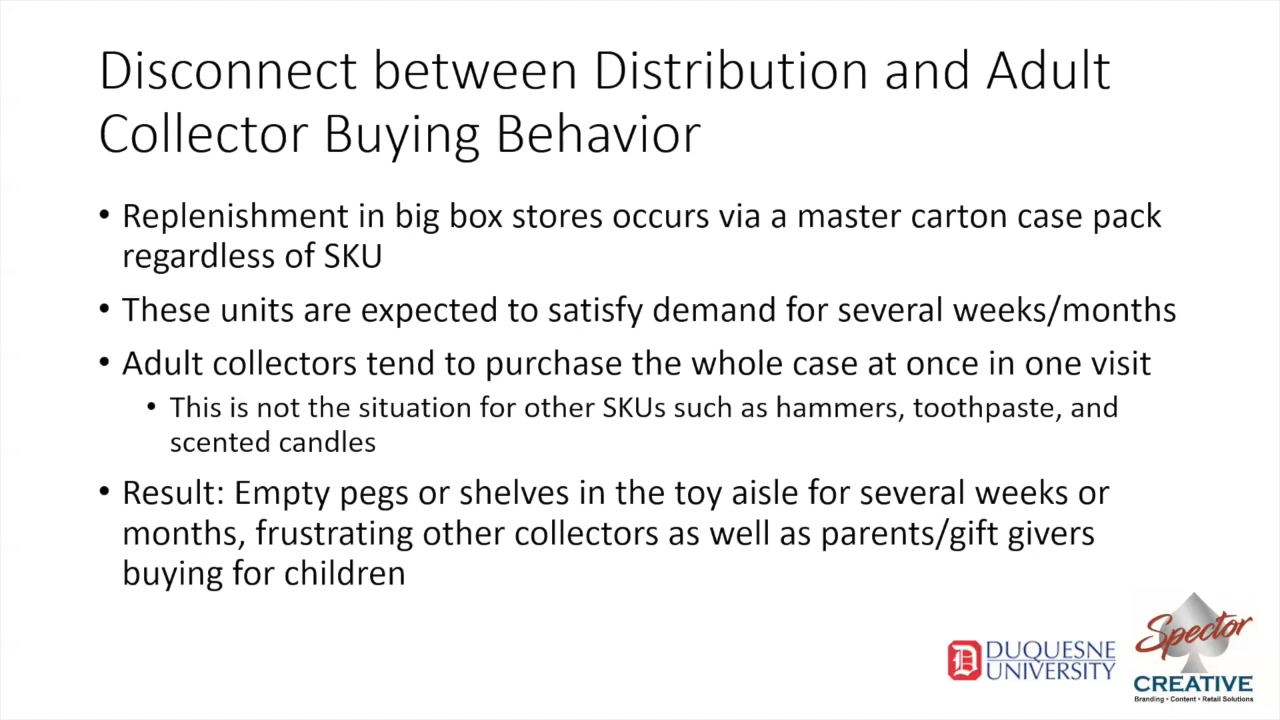 Disconnect between Distribution and Adult
Collector Buying Behavior
• Replenishment in big box stores occurs via a master carton case pack
regardless of SKU
• These units are expected to satisfy demand for several weeks/months
• Adult collectors tend to purchase the whole case at once in one visit
• This is not the situation for other SKUs such as hammers, toothpaste, and
scented candles
• Result: Empty pegs or shelves in the toy aisle for several weeks or
months, frustrating other collectors as well as parents/gift givers
buying for children
D DUQUESNE
UNIVERSITY
Spector
CREATIVE
Branding • Content • Retail Solutions